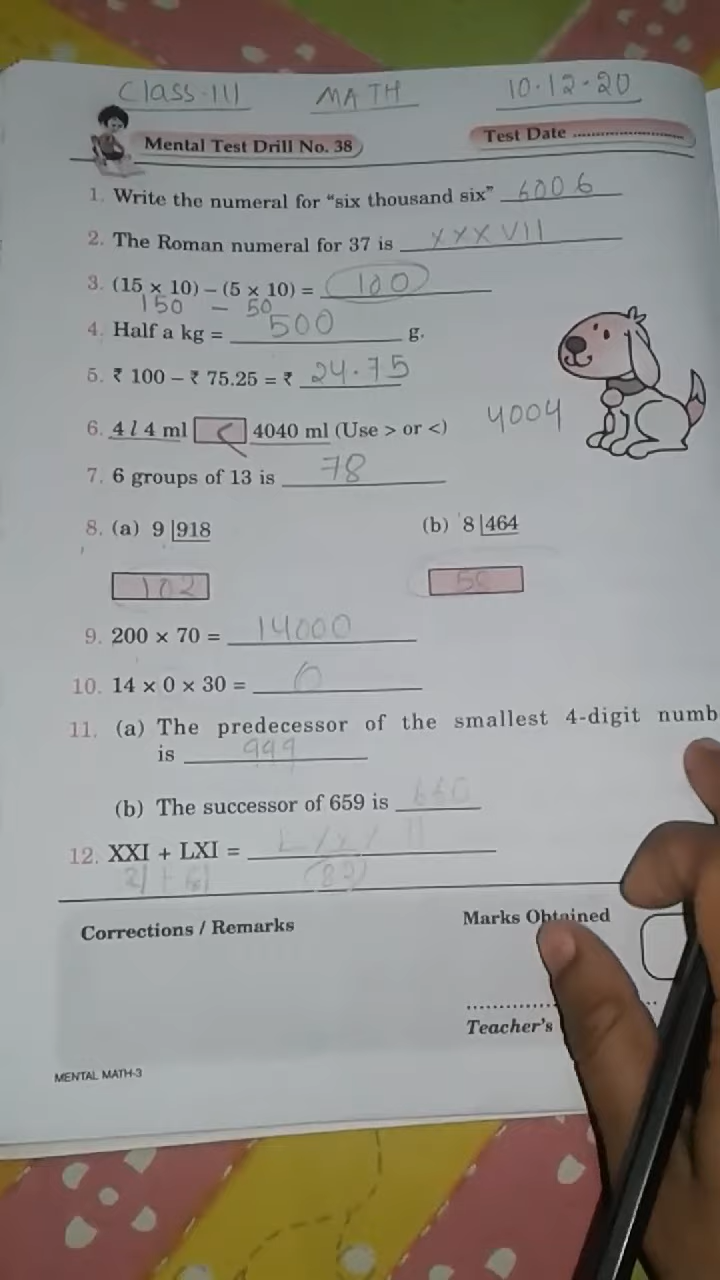 Class-III MATH 10.12.20
Mental Test Drill No. 38 Test Date ........................
1. Write the numeral for "six thousand six" 6006
2. The Roman numeral for 37 is XXXVII
3. (15 × 10) – (5 × 10) = 100
150 – 50
4. Half a kg = 500 g.
5. ₹ 100 – ₹ 75.25 = ₹ 24.75
6. 4 l 4 ml < 4040 ml (Use > or <) 4004
7. 6 groups of 13 is 78
8. (a) 9 918 (b) 8 464
102
9. 200 × 70 = 14000
10. 14 × 0 × 30 = 0
11. (a) The predecessor of the smallest 4-digit numb
is 999
(b) The successor of 659 is 660
12. XXI + LXI =
21 + 61 (82)
Corrections / Remarks Marks Obtained
Teacher's
MENTAL MATH-3